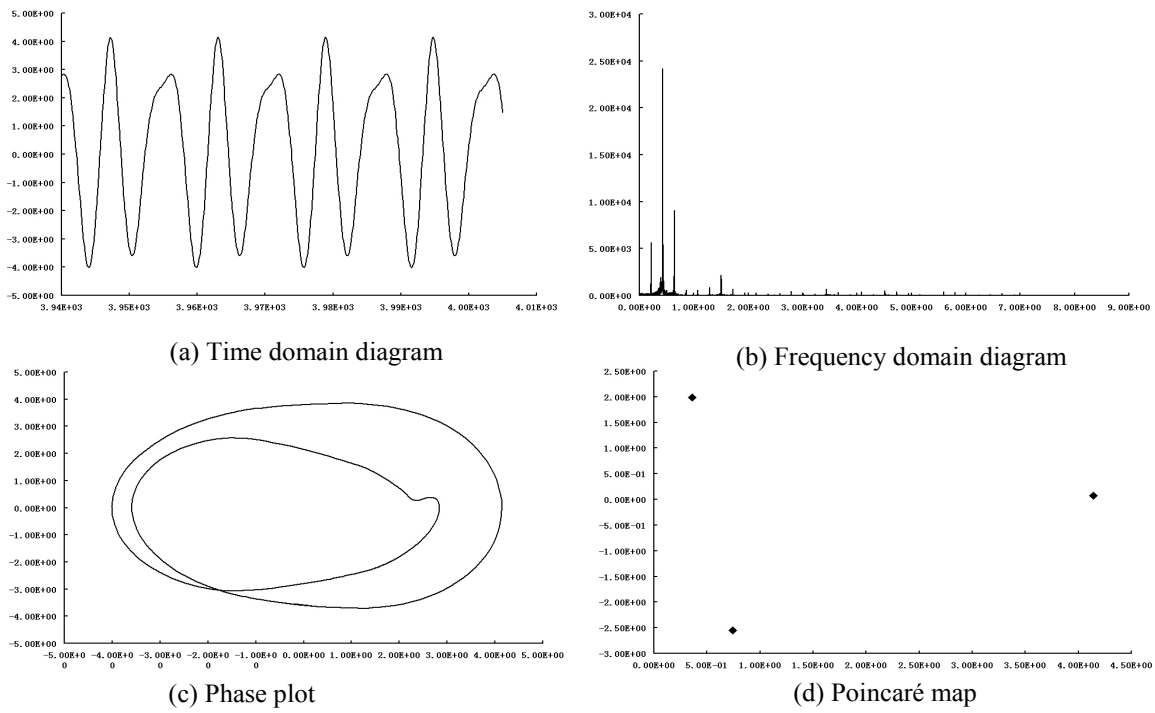 5.00E+00
4.00E+00
3.00E+00
2.00E+00
1.00E+00
0.00E+00
-1.00E+00
-2.00E+00
-3.00E+00
-4.00E+00
-5.00E+00
3.94E+03 3.95E+03 3.96E+03 3.97E+03 3.98E+03 3.99E+03 4.00E+03 4.01E+03
(a) Time domain diagram
3.00E+04
2.50E+04
2.00E+04
1.50E+04
1.00E+04
5.00E+03
0.00E+00
0.00E+00 1.00E+00 2.00E+00 3.00E+00 4.00E+00 5.00E+00 6.00E+00 7.00E+00 8.00E+00 9.00E+00
(b) Frequency domain diagram
5.00E+00
4.00E+00
3.00E+00
2.00E+00
1.00E+00
0.00E+00
-1.00E+00
-2.00E+00
-3.00E+00
-4.00E+00
-5.00E+00
-5.00E+0 -4.00E+0 -3.00E+0 -2.00E+0 -1.00E+0 0.00E+00 1.00E+00 2.00E+00 3.00E+00 4.00E+00 5.00E+00
0 0 0 0 0
(c) Phase plot
2.50E+00
2.00E+00
1.50E+00
1.00E+00
5.00E-01
0.00E+00
-5.00E-01
-1.00E+00
-1.50E+00
-2.00E+00
-2.50E+00
-3.00E+00
0.00E+00 5.00E-01 1.00E+00 1.50E+00 2.00E+00 2.50E+00 3.00E+00 3.50E+00 4.00E+00 4.50E+00
(d) Poincaré map